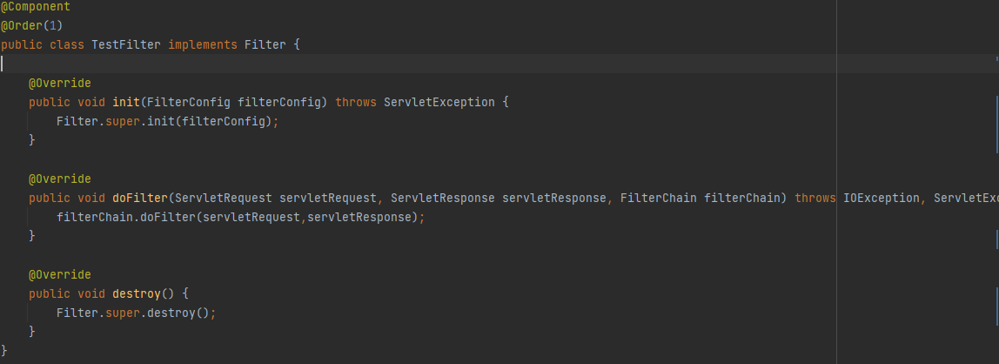 @Component
@Order(1)
public class TestFilter implements Filter {
@Override
public void init(FilterConfig filterConfig) throws ServletException {
Filter.super.init(filterConfig);
}
@Override
public void doFilter(ServletRequest servletRequest, ServletResponse servletResponse, FilterChain filterChain) throws IOException, ServletExc
filterChain.doFilter(servletRequest,servletResponse);
}
@Override
public void destroy() {
Filter.super.destroy();
}
}